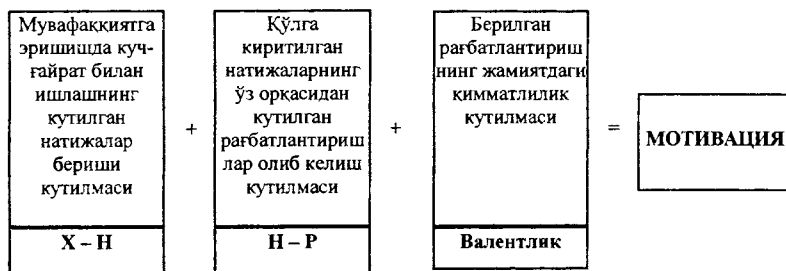 Мувафаққиятга
эришишда куч-
ғайрат билан
ишлашнинг
кутилган
натижалар
бериши
кутилмаси
Х – Н
+
Қўлга
киритилган
натижаларнинг
ўз орқасидан
кутилган
рағбатлантириш
лар олиб келиш
кутилмаси
Н – Р
+
Берилган
рағбатлантириш
нинг жамиятдаги
қимматлилик
кутилмаси
Валентлик
=
МОТИВАЦИЯ